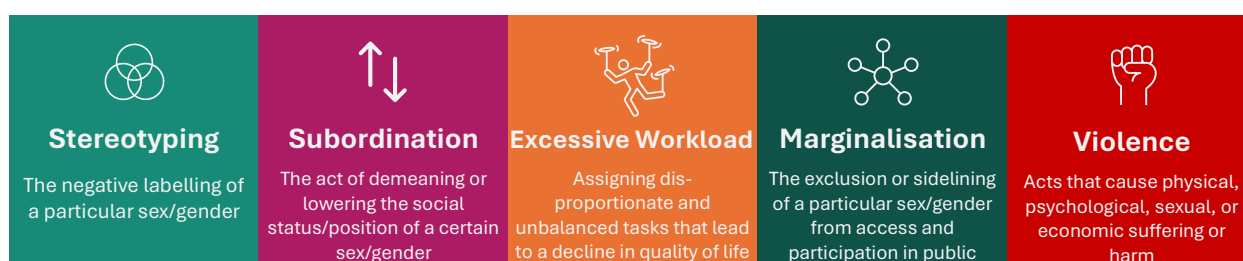 Stereotyping
The negative labelling of
a particular sex/gender
Subordination
The act of demeaning or
lowering the social
status/position of a certain
sex/gender
Excessive Workload
Assigning dis-
proportionate and
unbalanced tasks that lead
to a decline in quality of life
Marginalisation
The exclusion or sidelining
of a particular sex/gender
from access and
participation in public
Violence
Acts that cause physical,
psychological, sexual, or
economic suffering or
harm